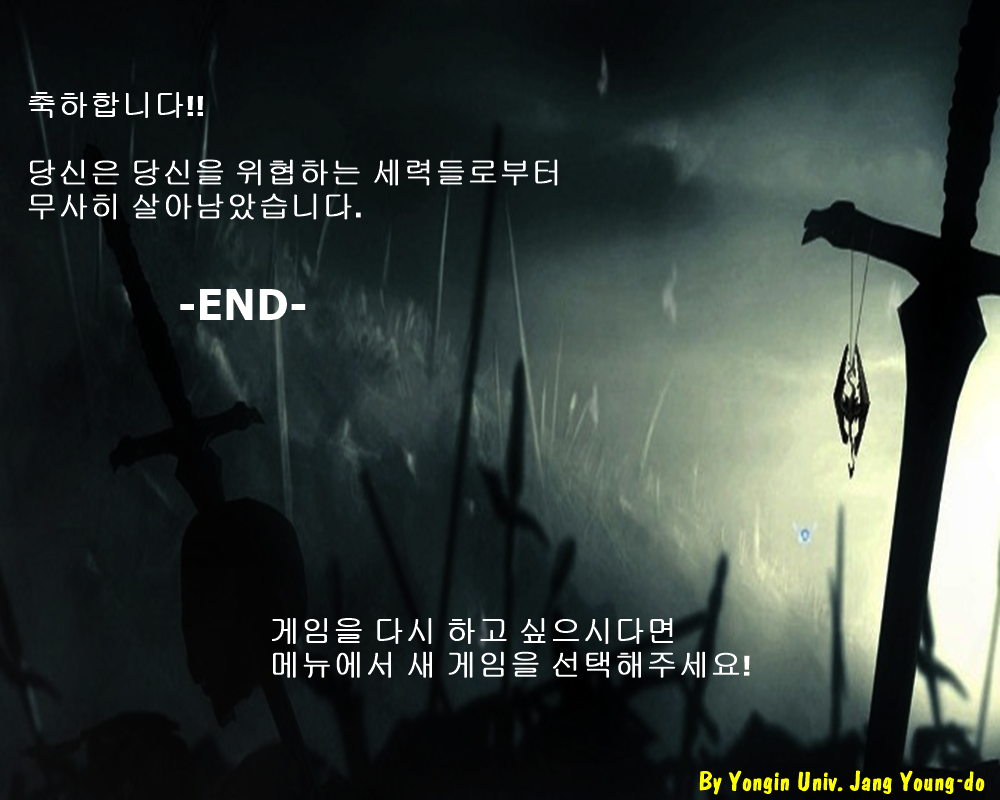 축하합니다!!
당신은 당신을 위협하는 세력들로부터
무사히 살아남았습니다.
-END-
게임을 다시 하고 싶으시다면
메뉴에서 새 게임을 선택해주세요!
By Yongin Univ. Jang Young-do